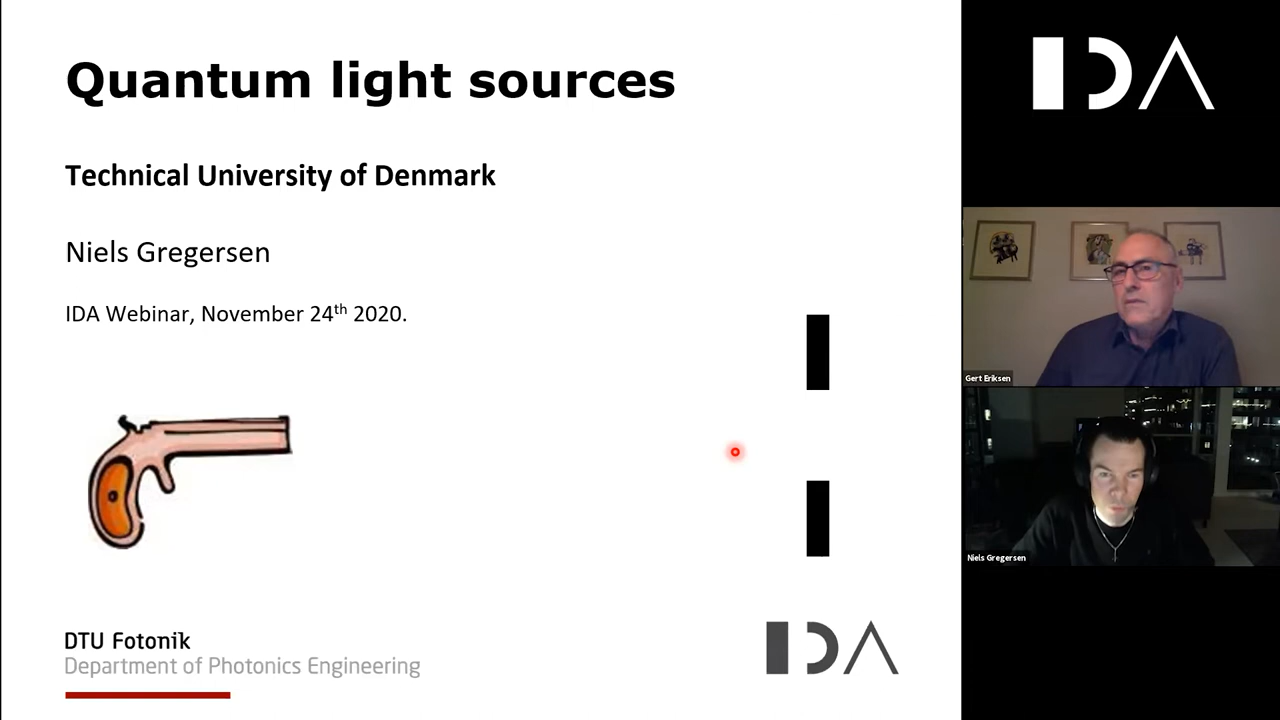 Quantum light sources
Technical University of Denmark
Niels Gregersen
IDA Webinar, November 24th 2020.
DTU Fotonik
Department of Photonics Engineering
IDA
IDA
Gert Eriksen
Niels Gregersen